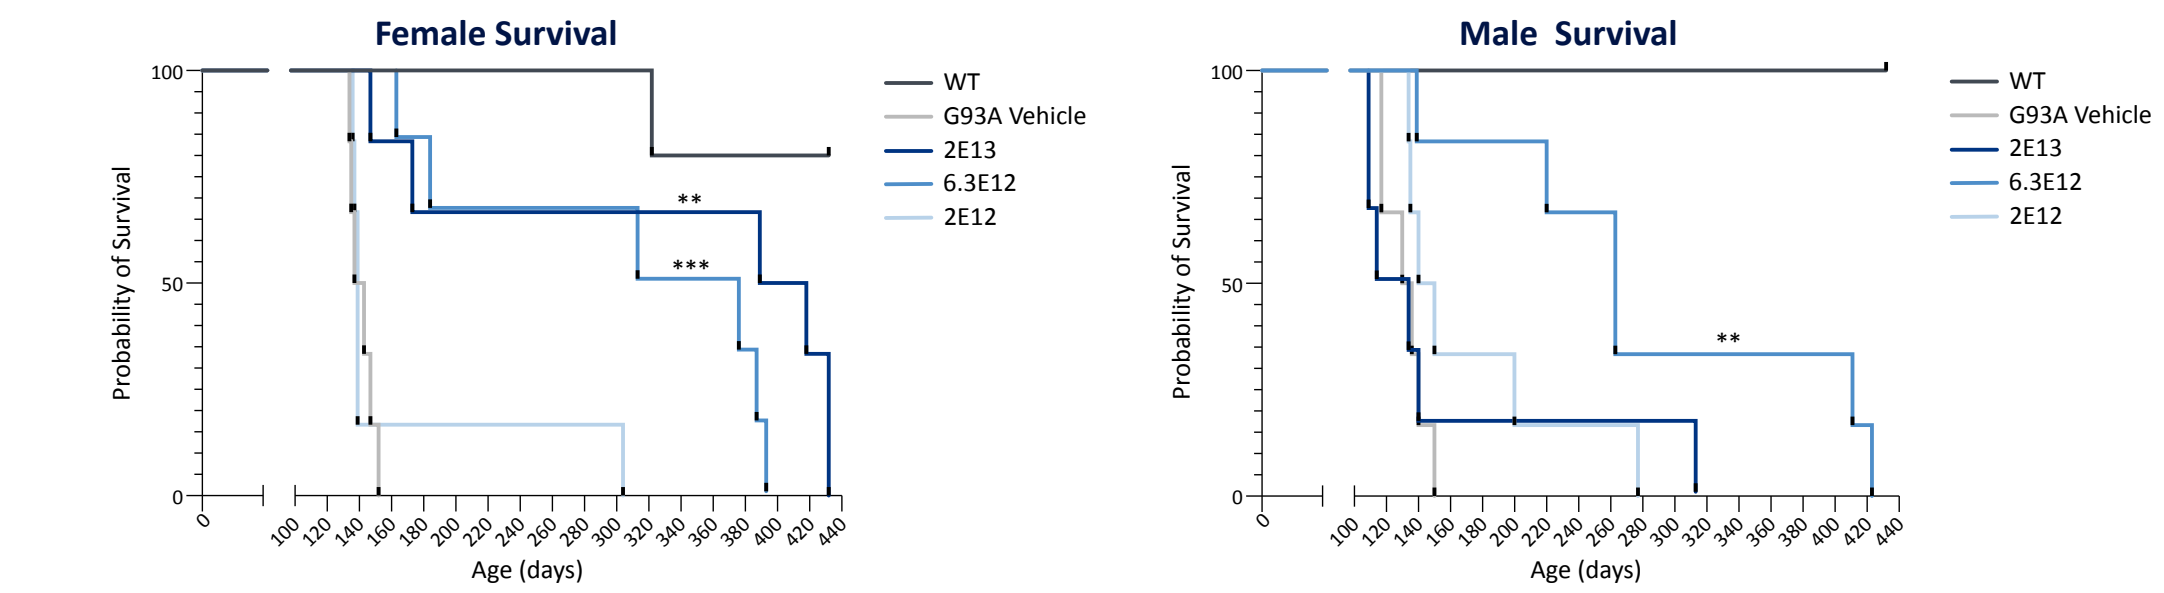 Female Survival
100
50
0
Probability of Survival
**
***
0
100
120
140
160
180
200
220
240
260
280
300
320
340
360
380
400
420
440
Age (days)
WT
G93A Vehicle
2E13
6.3E12
2E12
Male Survival
100
50
0
Probability of Survival
**
0
100
120
140
160
180
200
220
240
260
280
300
320
340
360
380
400
420
440
Age (days)
WT
G93A Vehicle
2E13
6.3E12
2E12